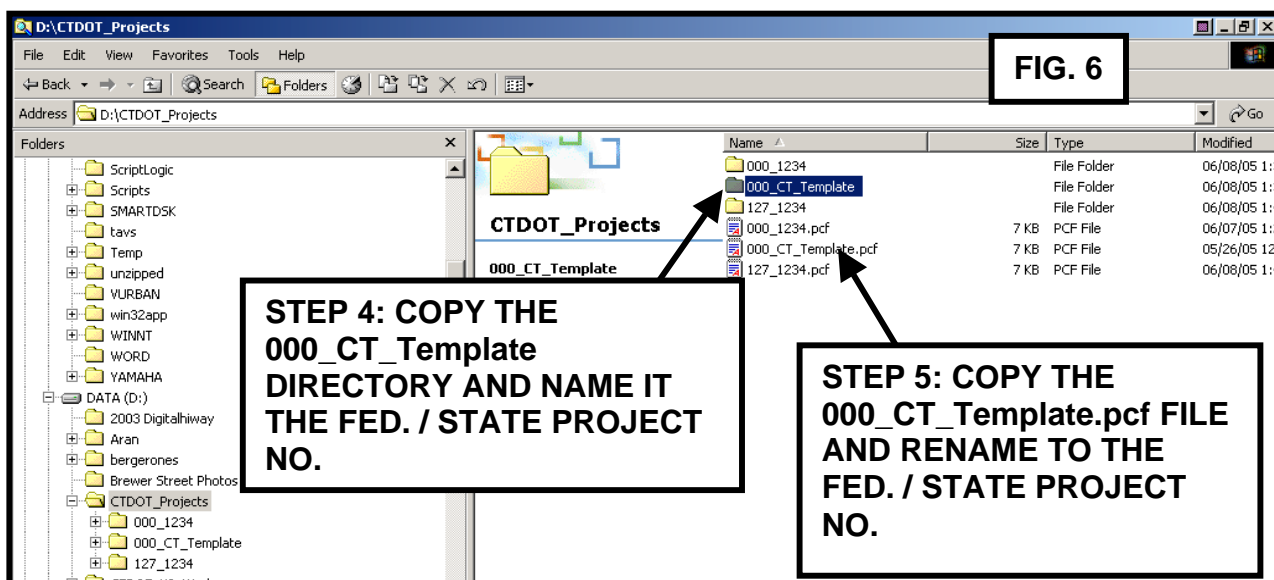 D:\CTDOT_Projects
File Edit View Favorites Tools Help
FIG. 6
Back Search Folders
Address D:\CTDOT_Projects Go
Folders
Name Size Type Modified
ScriptLogic
Scripts
SMARTDSK
tavs
Temp
unzipped
VURBAN
win32app
WINNT
WORD
YAMAHA
DATA (D:)
2003 Digitalhiway
Aran
bergerones
Brewer Street Photos
CTDOT_Projects
000_1234
000_CT_Template
127_1234
CTDOT_Projects
000_CT_Template
000_1234 File Folder 06/08/05 1:
000_CT_Template File Folder 06/08/05 1:
127_1234 File Folder 06/08/05 1:
000_1234.pcf 7 KB PCF File 06/07/05 1:
000_CT_Template.pcf 7 KB PCF File 05/26/05 12
127_1234.pcf 7 KB PCF File 06/08/05 1:
STEP 4: COPY THE
000_CT_Template
DIRECTORY AND NAME IT
THE FED. / STATE PROJECT
NO.
STEP 5: COPY THE
000_CT_Template.pcf FILE
AND RENAME TO THE
FED. / STATE PROJECT
NO.